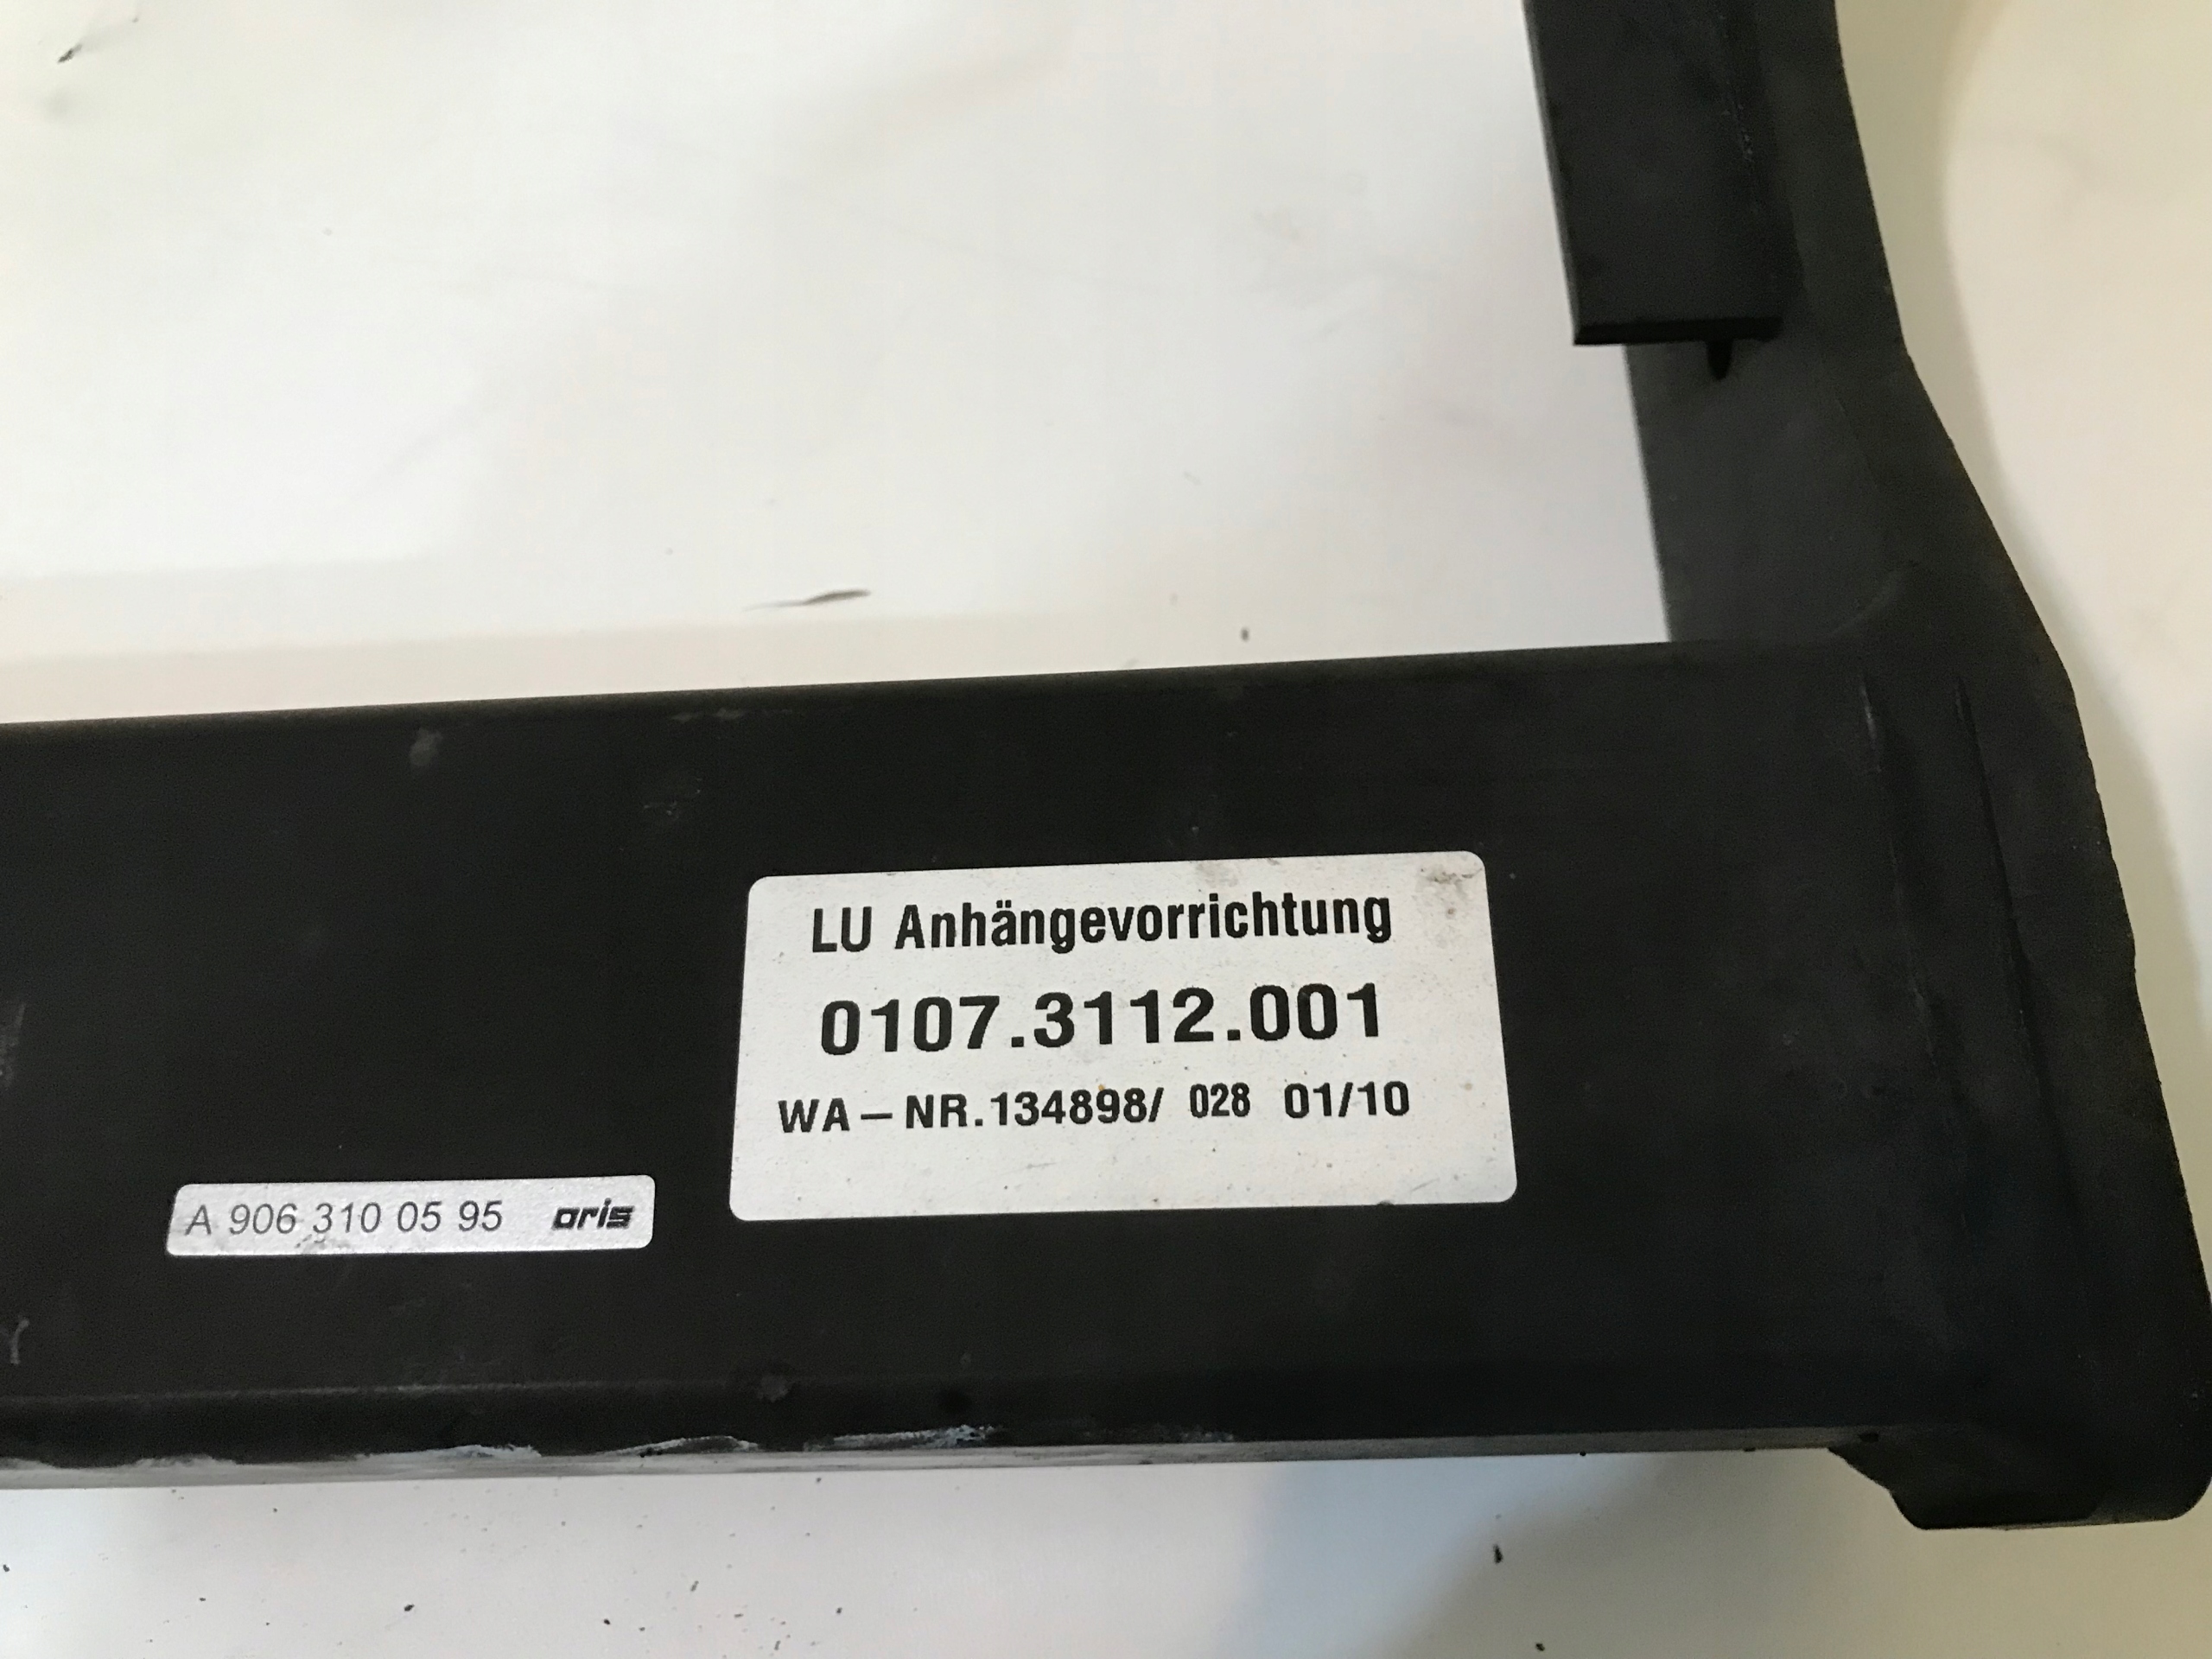 LU Anhängevorrichtung
0107.3112.001
WA-NR.134898/ 028 01/10
A 906 310 05 95 oris